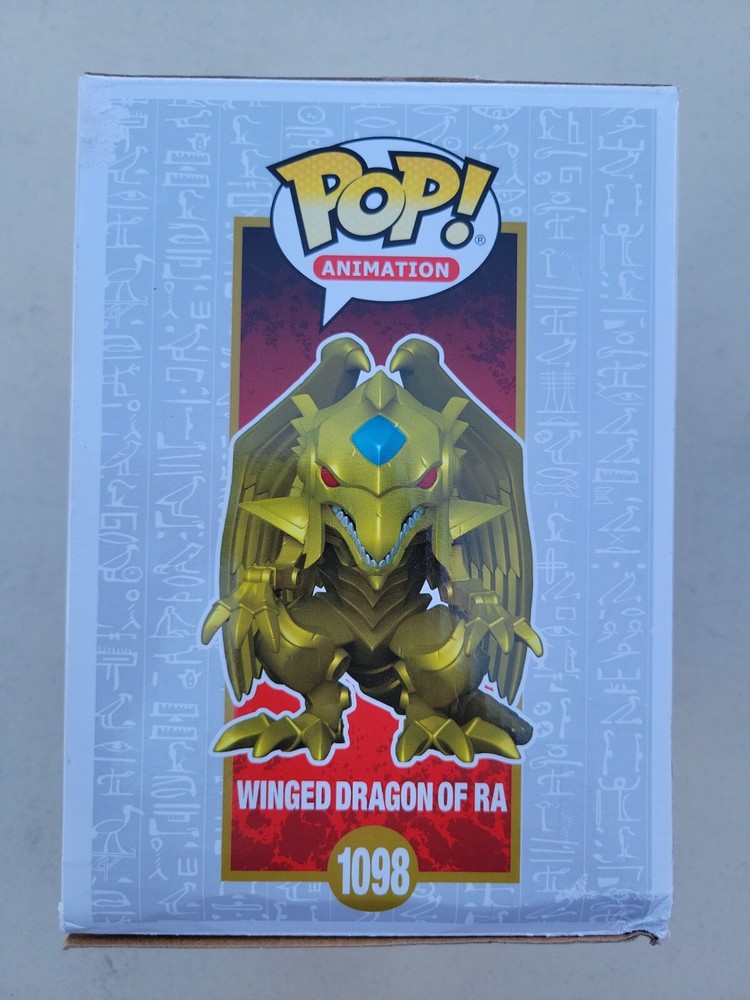 POP!
®
ANIMATION
WINGED DRAGON OF RA
1098